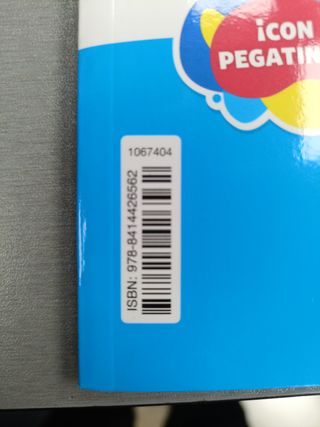 ¡CON
PEGATIN
1067404
ISBN: 978-8414426562